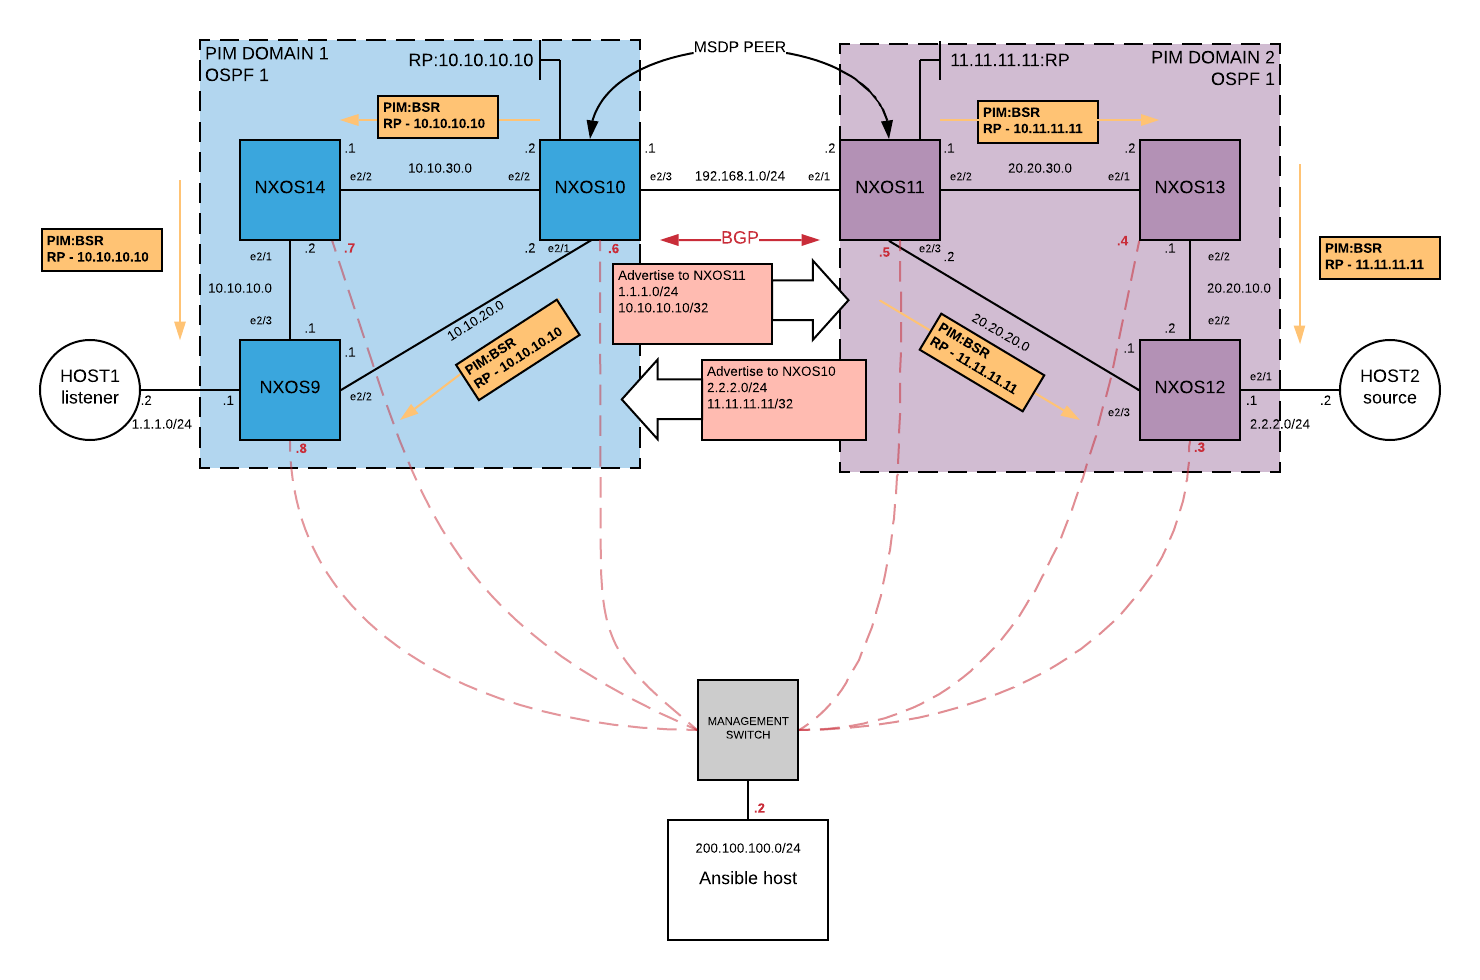 PIM DOMAIN 1
OSPF 1
RP:10.10.10.10
MSDP PEER
11.11.11.11:RP
PIM DOMAIN 2
OSPF 1
PIM:BSR
RP - 10.10.10.10
PIM:BSR
RP - 10.11.11.11
.1
10.10.30.0
.2
.1
.2
.1
20.20.30.0
.2
e2/2
e2/2
e2/3
192.168.1.0/24
e2/1
e2/2
e2/1
NXOS14
NXOS10
NXOS11
NXOS13
PIM:BSR
RP - 10.10.10.10
e2/1
.2
.7
.2
e2/1
.6
BGP
.5
e2/3
.2
.4
.1
e2/2
PIM:BSR
RP - 11.11.11.11
10.10.10.0
Advertise to NXOS11
1.1.1.0/24
10.10.10.10/32
20.20.10.0
e2/3
.1
10.10.20.0
20.20.20.0
.2
e2/2
.1
PIM:BSR
RP - 10.10.10.10
PIM:BSR
RP - 11.11.11.11
.1
HOST1
listener
.2
1.1.1.0/24
.1
NXOS9
e2/2
Advertise to NXOS10
2.2.2.0/24
11.11.11.11/32
NXOS12
e2/3
e2/1
.1
2.2.2.0/24
.2
HOST2
source
.8
.3
MANAGEMENT
SWITCH
.2
200.100.100.0/24
Ansible host